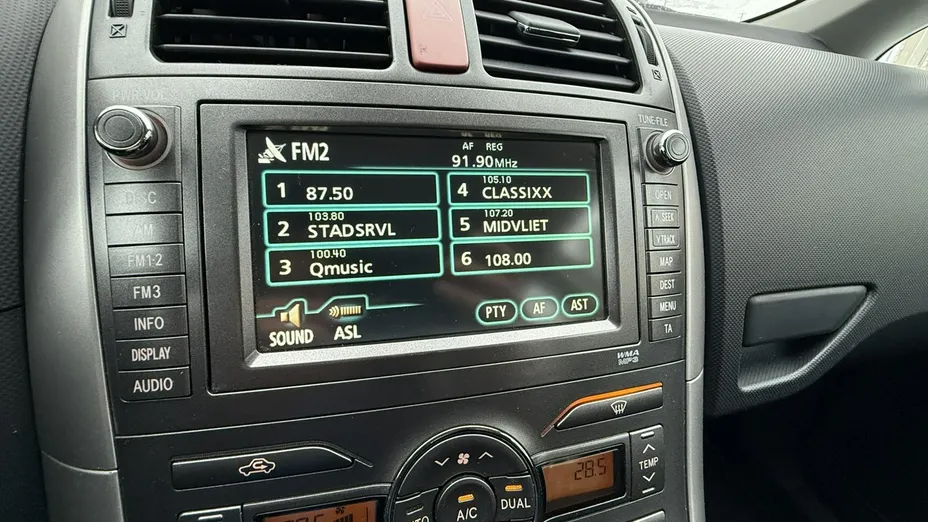 PWR·VOL
TUNE·FILE
FM2
AF REG
91.90MHz
1 87.50
103.80
2 STADSRVL
100.40
3 Qmusic
105.10
4 CLASSIXX
107.20
5 MIDVLIET
6 108.00
SOUND
ASL
PTY
AF
AST
DISC
AM
FM1·2
FM3
INFO
DISPLAY
AUDIO
OPEN
∧ SEEK
∨ TRACK
MAP
DEST
MENU
TA
WMA
MP3
A/C
DUAL
28.5
TEMP